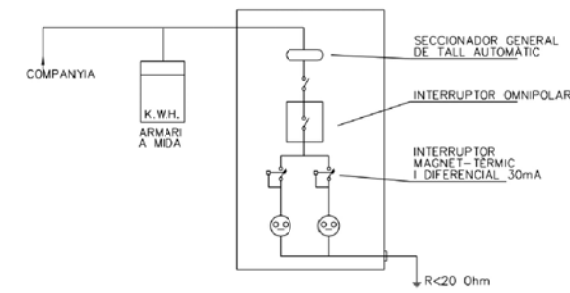 SECCIONADOR GENERAL
DE TALL AUTOMÀTIC
COMPANYIA
K.W.H.
ARMARI
A MIDA
INTERRUPTOR OMNIPOLAR
INTERRUPTOR
MAGNET-TÈRMIC
I DIFERENCIAL 30mA
R<20 Ohm